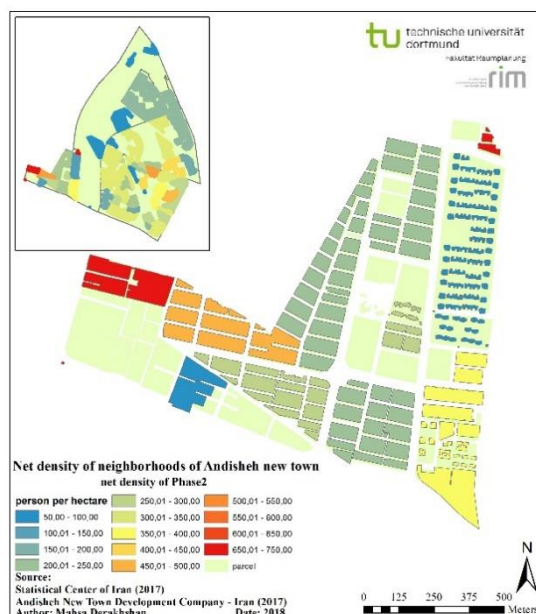 tu technische universität
dortmund
Fakultät Raumplanung
rim
Net density of neighborhoods of Andisheh new town
net density of Phase2
person per hectare
50,00 - 100,00
100,01 - 150,00
150,01 - 200,00
200,01 - 250,00
250,01 - 300,00
300,01 - 350,00
350,01 - 400,00
400,01 - 450,00
450,01 - 500,00
500,01 - 550,00
550,01 - 600,00
600,01 - 650,00
650,01 - 750,00
parcel
Source:
Statistical Center of Iran (2017)
Andisheh New Town Development Company - Iran (2017)
Author: Mahsa Derakhshan Date: 2018
N
0 125 250 375 500
Meters